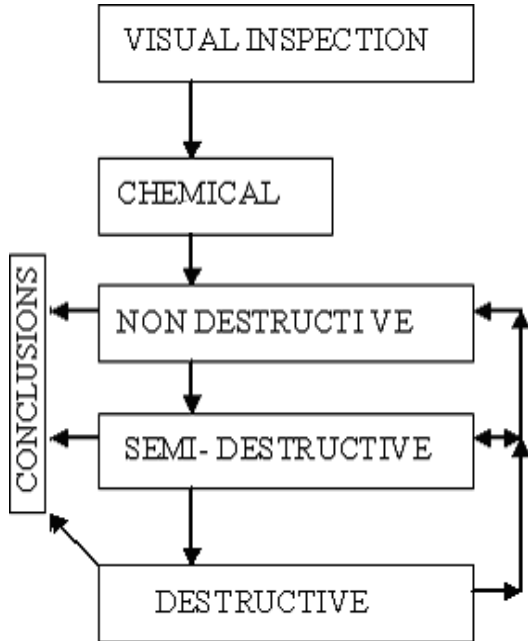 VISUAL INSPECTION
CHEMICAL
NON DESTRUCTIVE
SEMI- DESTRUCTIVE
DESTRUCTIVE
CONCLUSIONS